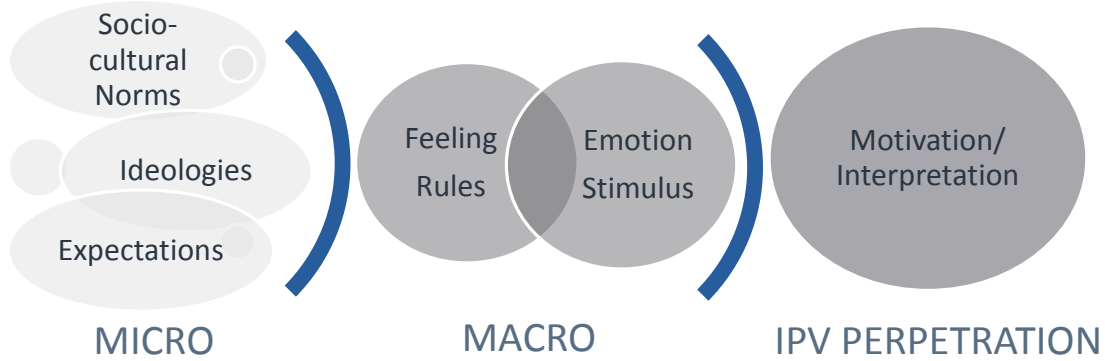 Socio-
cultural
Norms
Ideologies
Expectations
Feeling
Rules
Emotion
Stimulus
Motivation/
Interpretation
MICRO
MACRO
IPV PERPETRATION